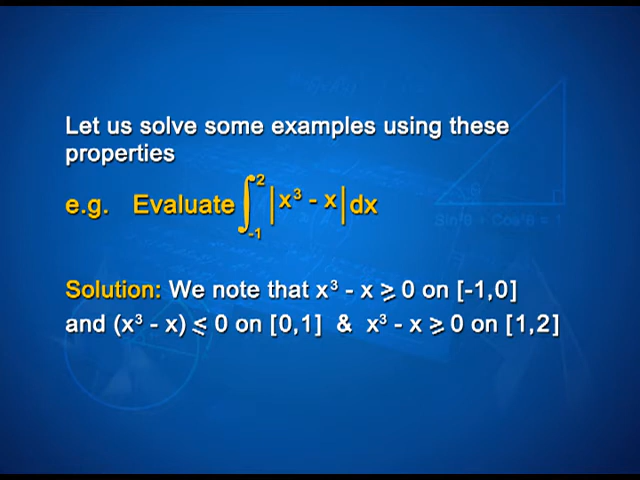 Let us solve some examples using these
properties
e.g. Evaluate ∫₋₁² |x³ - x| dx
Solution: We note that x³ - x ⩾ 0 on [-1,0]
and (x³ - x) ⩽ 0 on [0,1] & x³ - x ⩾ 0 on [1,2]